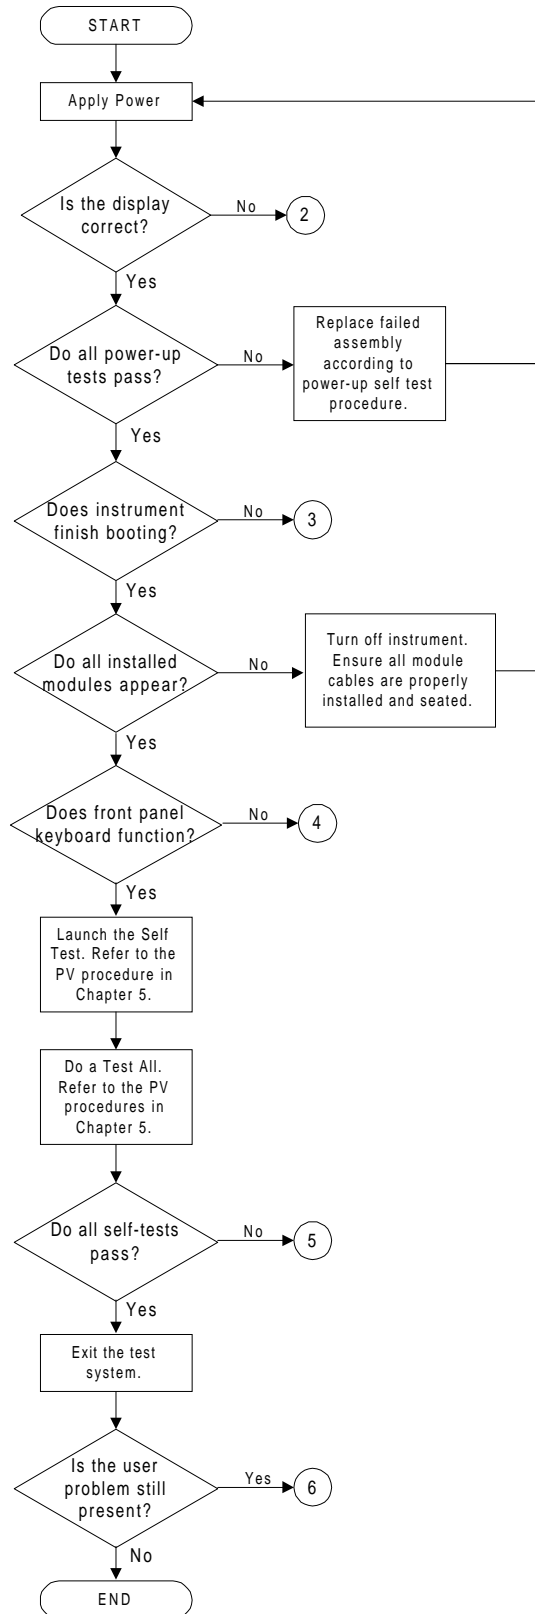 START
Apply Power
Is the display
correct?
No
2
Yes
Do all power-up
tests pass?
No
Replace failed
assembly
according to
power-up self test
procedure.
Yes
Does instrument
finish booting?
No
3
Yes
Do all installed
modules appear?
No
Turn off instrument.
Ensure all module
cables are properly
installed and seated.
Yes
Does front panel
keyboard function?
No
4
Yes
Launch the Self
Test. Refer to the
PV procedure in
Chapter 5.
Do a Test All.
Refer to the PV
procedures in
Chapter 5.
Do all self-tests
pass?
No
5
Yes
Exit the test
system.
Is the user
problem still
present?
Yes
6
No
END